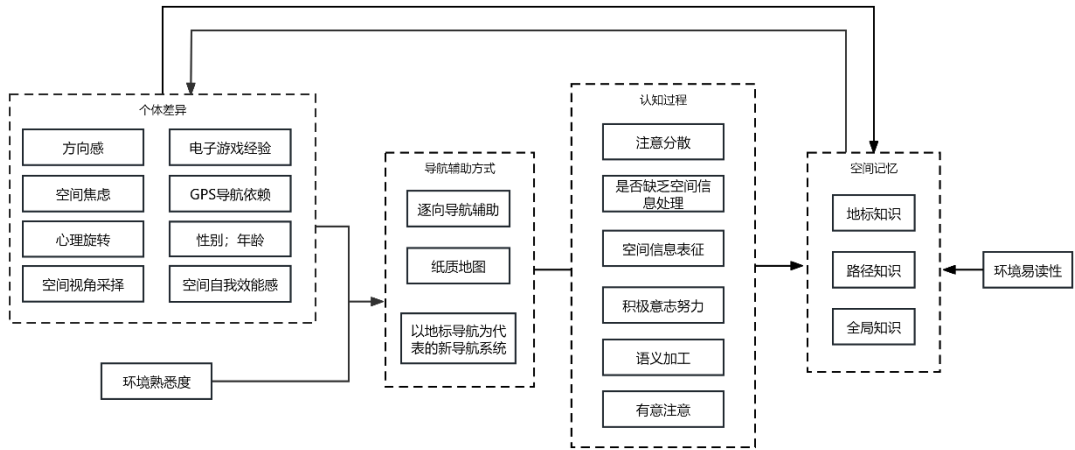 个体差异
方向感
电子游戏经验
空间焦虑
GPS导航依赖
心理旋转
性别；年龄
空间视角采择
空间自我效能感
环境熟悉度
导航辅助方式
逐向导航辅助
纸质地图
以地标导航为代
表的新导航系统
认知过程
注意分散
是否缺乏空间信
息处理
空间信息表征
积极意志努力
语义加工
有意注意
空间记忆
地标知识
路径知识
全局知识
环境易读性